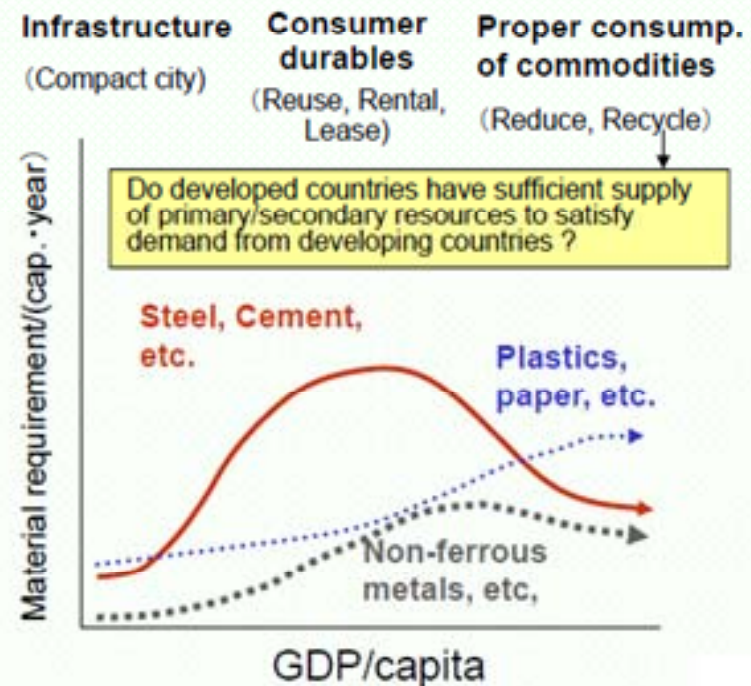 Infrastructure
(Compact city)
Consumer
durables
(Reuse, Rental,
Lease)
Proper consump.
of commodities
(Reduce, Recycle)
Do developed countries have sufficient supply
of primary/secondary resources to satisfy
demand from developing countries ?
Material requirement/(cap.·year)
Steel, Cement,
etc.
Plastics,
paper, etc.
Non-ferrous
metals, etc,
GDP/capita